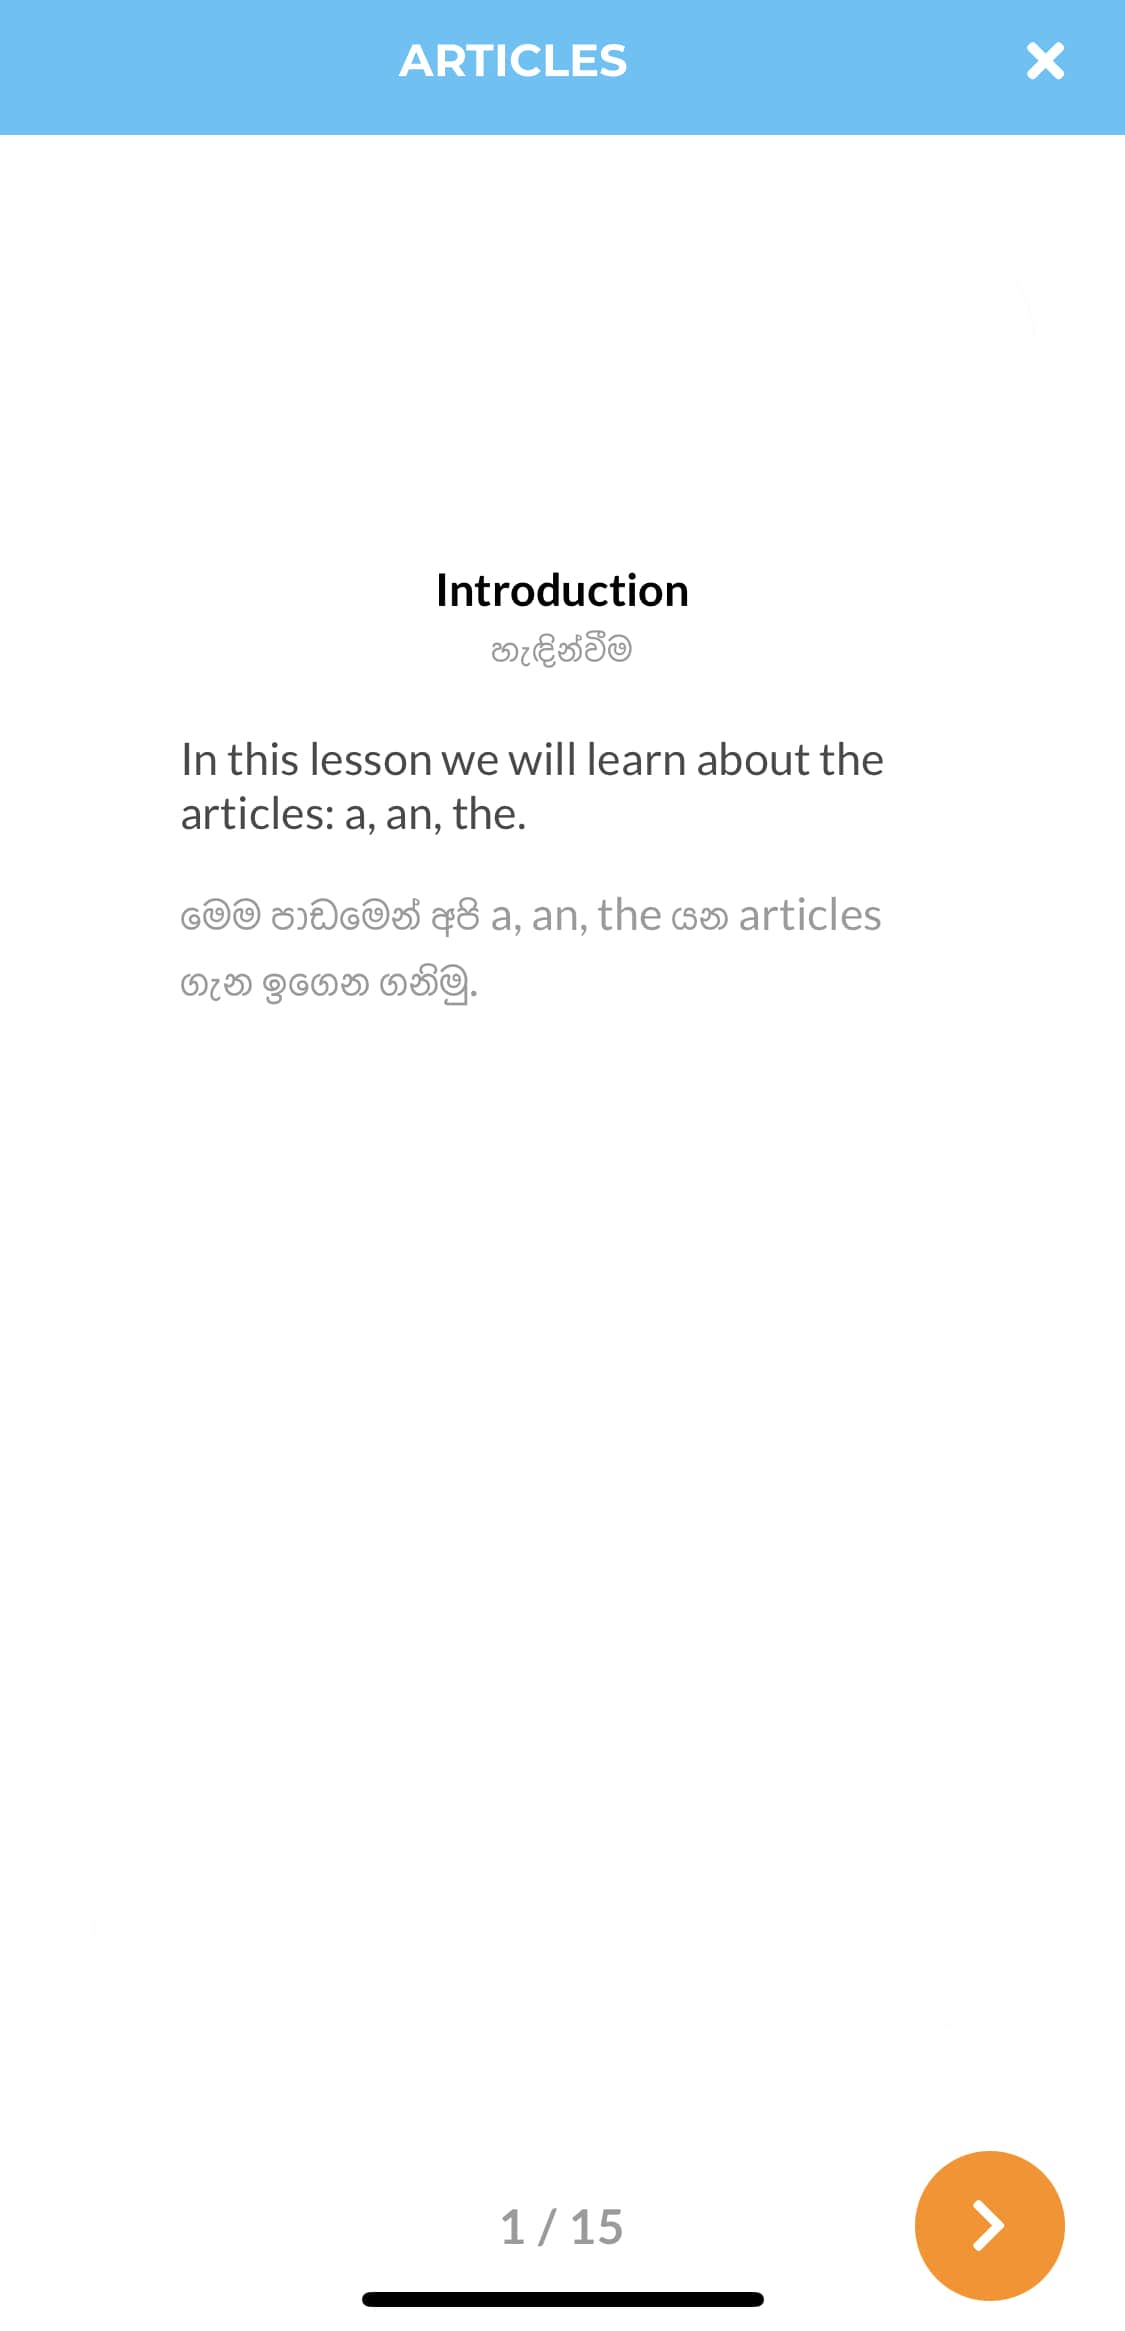 ARTICLES
Introduction
හැඳින්වීම
In this lesson we will learn about the
articles: a, an, the.
මෙම පාඩමෙන් අපි a, an, the යන articles
ගැන ඉගෙන ගනිමු.
1 / 15